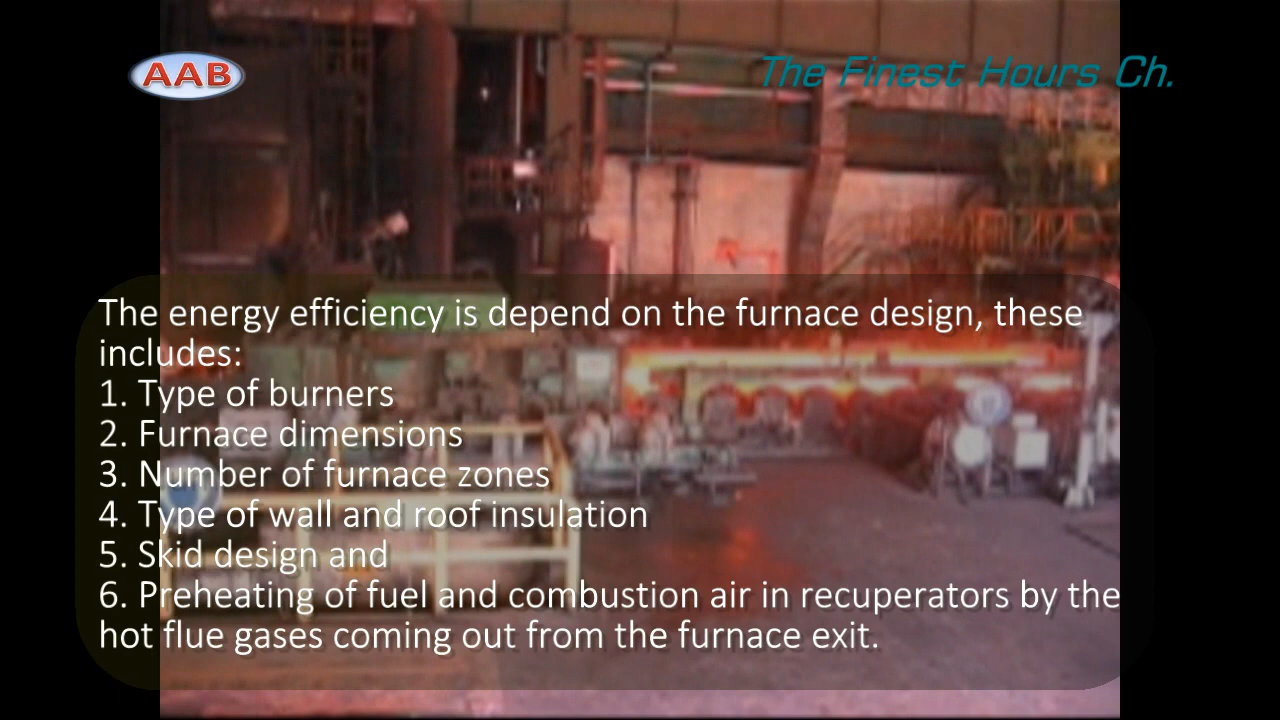 AAB
The Finest Hours Ch.
The energy efficiency is depend on the furnace design, these
includes:
1. Type of burners
2. Furnace dimensions
3. Number of furnace zones
4. Type of wall and roof insulation
5. Skid design and
6. Preheating of fuel and combustion air in recuperators by the
hot flue gases coming out from the furnace exit.